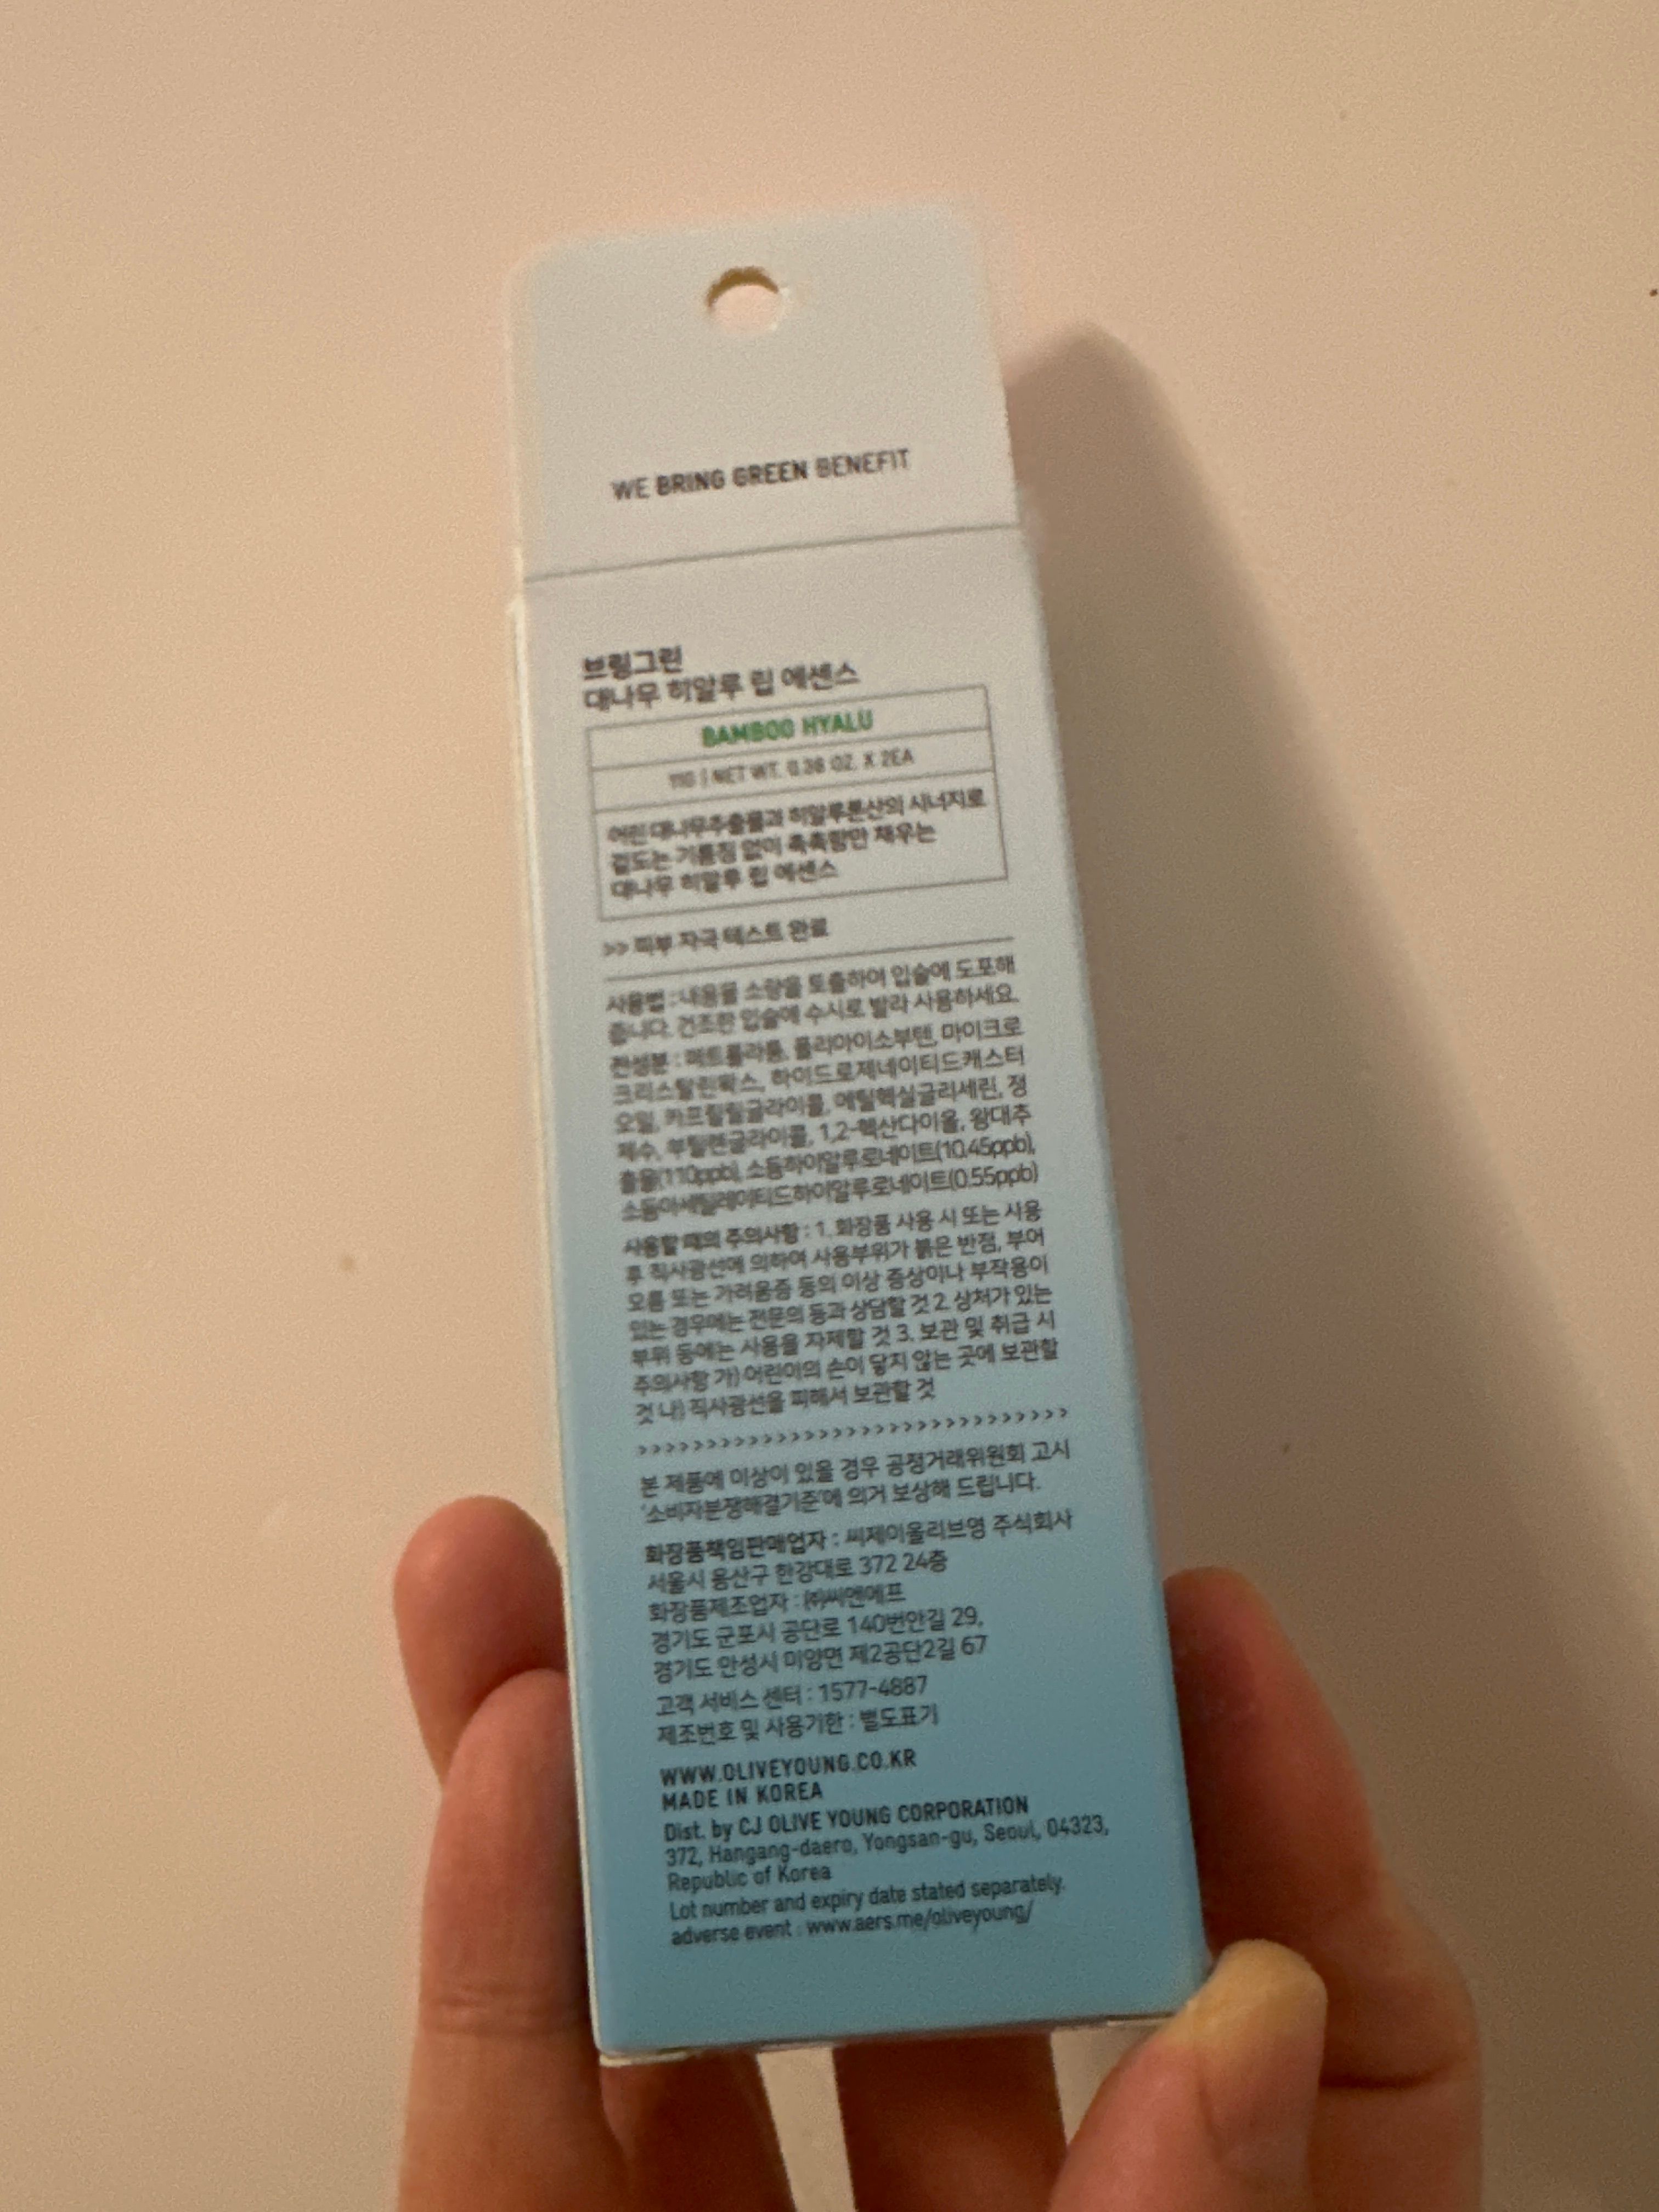 WE BRING GREEN BENEFIT
브링그린
대나무 히알루 립 에센스
BAMBOO HYALU
11G | NET WT. 0.38 OZ. X 2EA
어린 대나무추출물과 히알루론산의 시너지로
겉도는 기름짐 없이 촉촉함만 채우는
대나무 히알루 립 에센스
>> 피부 자극 테스트 완료
사용법 : 내용물 소량을 토출하여 입술에 도포해
줍니다. 건조한 입술에 수시로 발라 사용하세요.
전성분 : 페트롤라툼, 폴리아이소부텐, 마이크로
크리스탈린왁스, 하이드로제네이티드캐스터
오일, 카프릴릴글라이콜, 에틸헥실글리세린, 정
제수, 부틸렌글라이콜, 1,2-헥산다이올, 왕대추
출물(110ppb), 소듐하이알루로네이트(10.45ppb),
소듐아세틸레이티드하이알루로네이트(0.55ppb)
사용할 때의 주의사항 : 1. 화장품 사용 시 또는 사용
후 직사광선에 의하여 사용부위가 붉은 반점, 부어
오름 또는 가려움증 등의 이상 증상이나 부작용이
있는 경우에는 전문의 등과 상담할 것 2. 상처가 있는
부위 등에는 사용을 자제할 것 3. 보관 및 취급 시
주의사항 가) 어린이의 손이 닿지 않는 곳에 보관할
것 나) 직사광선을 피해서 보관할 것
>>>>>>>>>>>>>>>>>>>>>>>>>>>>>>>
본 제품에 이상이 있을 경우 공정거래위원회 고시
'소비자분쟁해결기준'에 의거 보상해 드립니다.
화장품책임판매업자 : 씨제이올리브영 주식회사
서울시 용산구 한강대로 372 24층
화장품제조업자 : ㈜씨엔에프
경기도 군포시 공단로 140번안길 29,
경기도 안성시 미양면 제2공단2길 67
고객 서비스 센터 : 1577-4887
제조번호 및 사용기한 : 별도표기
WWW.OLIVEYOUNG.CO.KR
MADE IN KOREA
Dist. by CJ OLIVE YOUNG CORPORATION
372, Hangang-daero, Yongsan-gu, Seoul, 04323,
Republic of Korea
Lot number and expiry date stated separately.
adverse event : www.aers.me/oliveyoung/